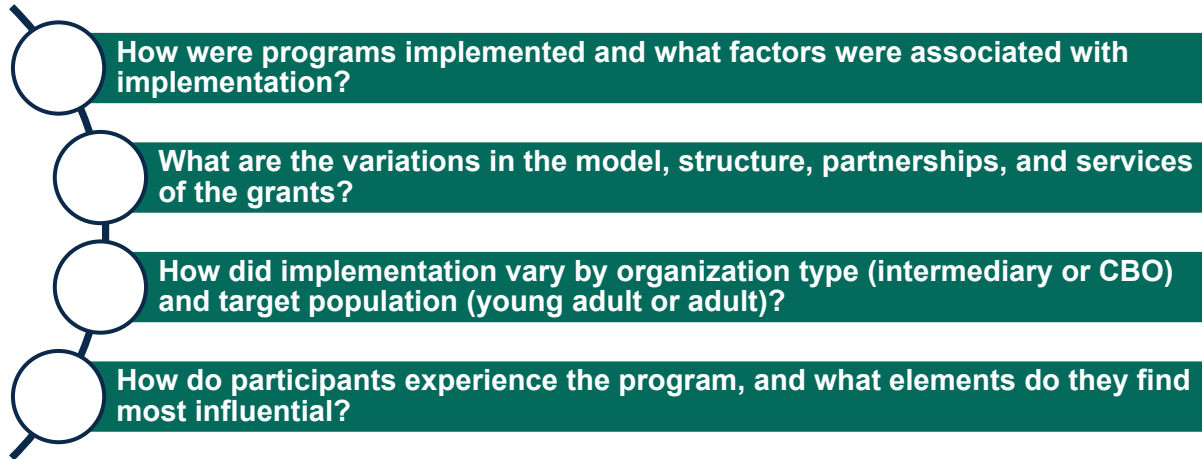 How were programs implemented and what factors were associated with
implementation?
What are the variations in the model, structure, partnerships, and services
of the grants?
How did implementation vary by organization type (intermediary or CBO)
and target population (young adult or adult)?
How do participants experience the program, and what elements do they find
most influential?